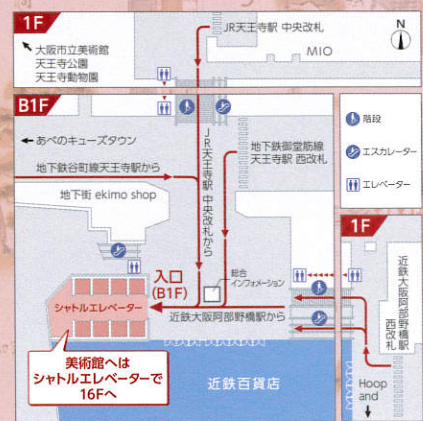 1F
JR天王寺駅 中央改札
MIO
N
大阪市立美術館
天王寺公園
天王寺動物園
B1F
あべのキューズタウン
地下鉄谷町線天王寺駅から
地下街 ekimo shop
JR天王寺駅 中央改札から
地下鉄御堂筋線
天王寺駅 西改札
階段
エスカレーター
エレベーター
入口
(B1F)
総合
インフォメーション
シャトルエレベーター
近鉄大阪阿部野橋駅から
美術館へは
シャトルエレベーターで
16Fへ
近鉄百貨店
1F
近鉄大阪阿部野橋駅
西改札
Hoop
and